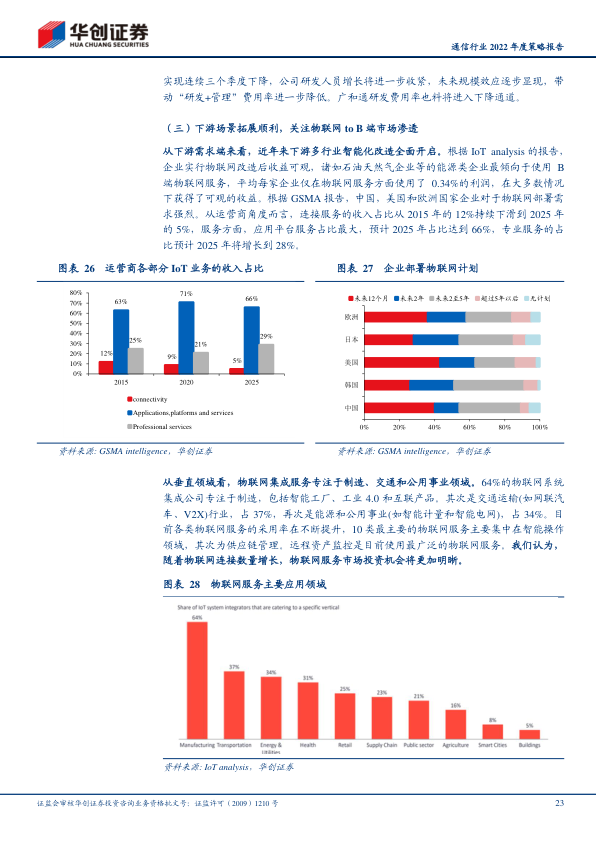 华创证券
HUA CHUANG SECURITIES
通信行业 2022 年度策略报告
实现连续三个季度下降，公司研发人员增长将进一步收紧，未来规模效应逐步显现，带
动“研发+管理”费用率进一步降低。广和通研发费用率也料将进入下降通道。
（三）下游场景拓展顺利，关注物联网 to B 端市场渗透
从下游需求端来看，近年来下游多行业智能化改造全面开启。根据 IoT analysis 的报告，
企业实行物联网改造后收益可观，诸如石油天然气企业等的能源类企业最倾向于使用 B
端物联网服务，平均每家企业仅在物联网服务方面使用了 0.34%的利润，在大多数情况
下获得了可观的收益。根据 GSMA 报告，中国，美国和欧洲国家企业对于物联网部署需
求强烈。从运营商角度而言，连接服务的收入占比从 2015 年的 12%持续下滑到 2025 年
的 5%，服务方面，应用平台服务占比最大，预计 2025 年占比达到 66%，专业服务的占
比预计 2025 年将增长到 28%。
图表 26 运营商各部分 IoT 业务的收入占比
80%
70%
60%
50%
40%
30%
20%
10%
0%
12%
63%
25%
9%
71%
21%
5%
66%
29%
2015 2020 2025
connectivity
Applications,platforms and services
Professional services
资料来源: GSMA intelligence，华创证券
图表 27 企业部署物联网计划
未来12个月 未来2年 未来2至5年 超过5年以后 无计划
欧洲
日本
美国
韩国
中国
0% 20% 40% 60% 80% 100%
资料来源: GSMA intelligence，华创证券
从垂直领域看，物联网集成服务专注于制造、交通和公用事业领域。64%的物联网系统
集成公司专注于制造，包括智能工厂、工业 4.0 和互联产品。其次是交通运输(如网联汽
车、V2X)行业，占 37%，再次是能源和公用事业(如智能计量和智能电网)，占 34%。目
前各类物联网服务的采用率在不断提升，10 类最主要的物联网服务主要集中在智能操作
领域，其次为供应链管理。远程资产监控是目前使用最广泛的物联网服务。我们认为，
随着物联网连接数量增长，物联网服务市场投资机会将更加明晰。
图表 28 物联网服务主要应用领域
Share of IoT system integrators that are catering to a specific vertical
64%
37%
34%
31%
25%
23%
21%
16%
8%
5%
Manufacturing Transportation Energy & Health Retail Supply Chain Public sector Agriculture Smart Cities Buildings
Utilities
资料来源: IoT analysis，华创证券
证监会审核华创证券投资咨询业务资格批文号：证监许可（2009）1210 号
23